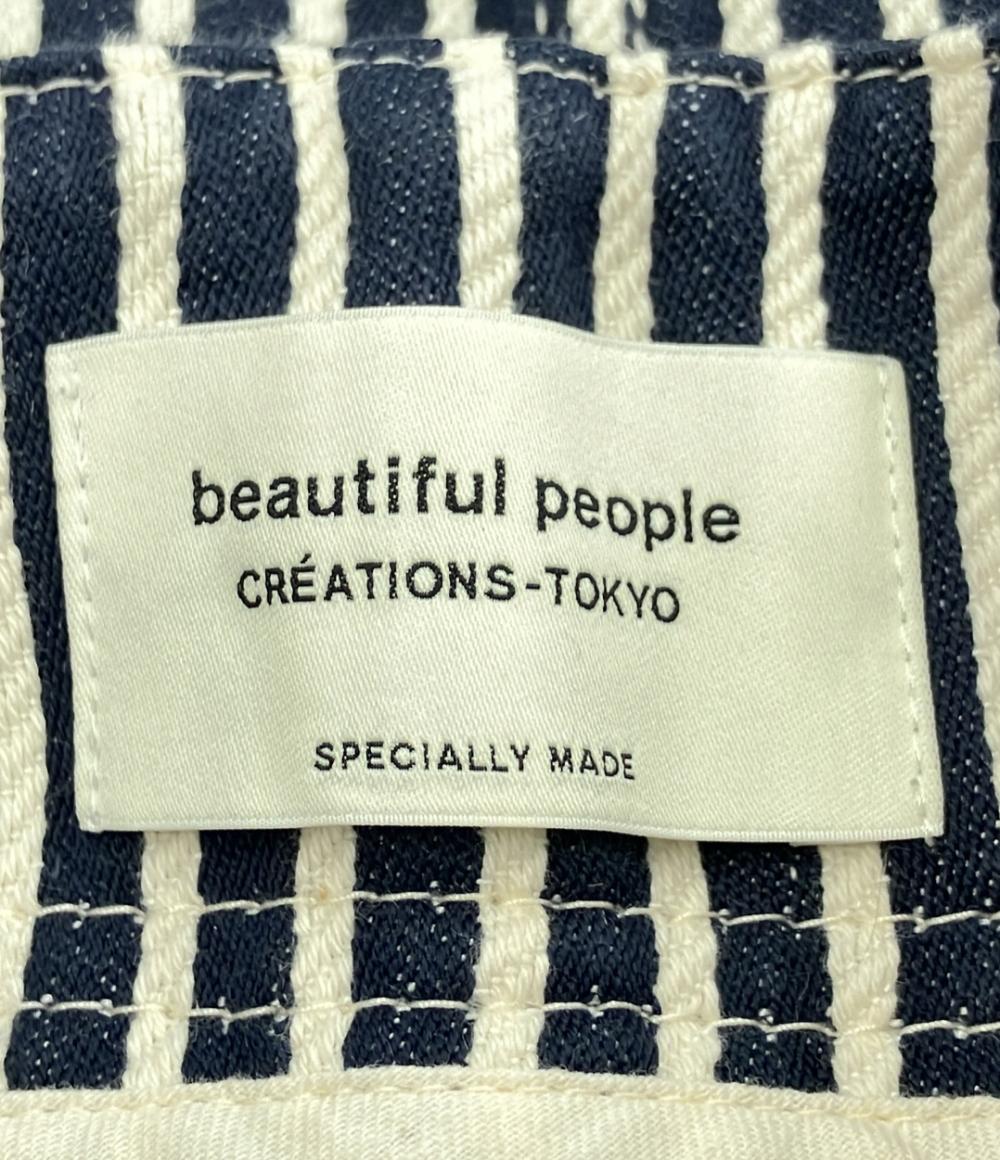 beautiful people
CRÉATIONS-TOKYO
SPECIALLY MADE